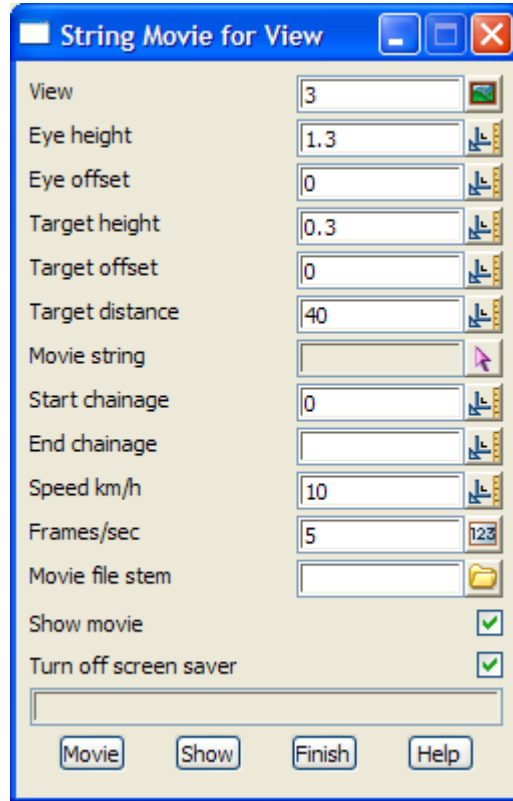 String Movie for View
View 3
Eye height 1.3
Eye offset 0
Target height 0.3
Target offset 0
Target distance 40
Movie string
Start chainage 0
End chainage
Speed km/h 10
Frames/sec 5 123
Movie file stem
Show movie
Turn off screen saver
Movie Show Finish Help